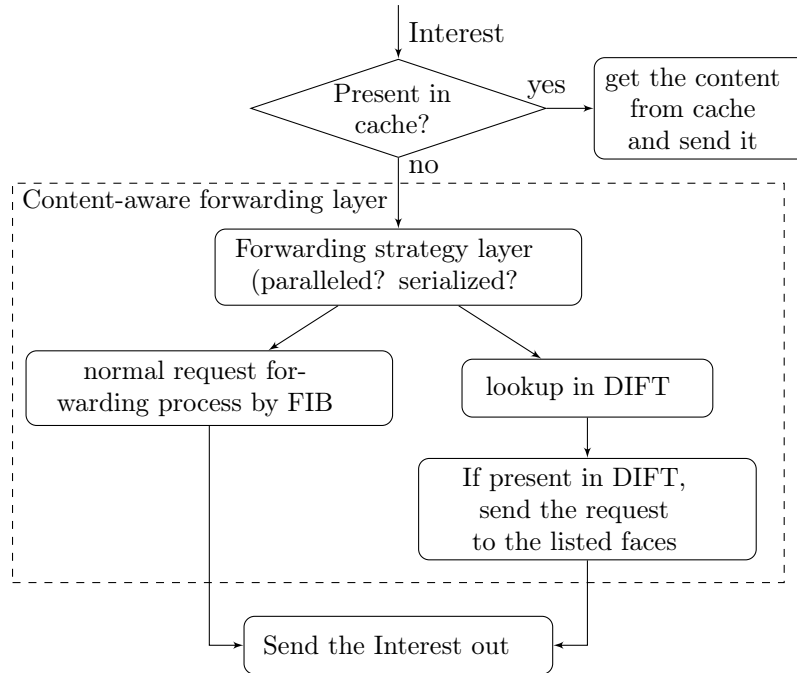 Interest
Present in
cache?
yes
get the content
from cache
and send it
no
Content-aware forwarding layer
Forwarding strategy layer
(paralleled? serialized?
normal request for-
warding process by FIB
lookup in DIFT
If present in DIFT,
send the request
to the listed faces
Send the Interest out